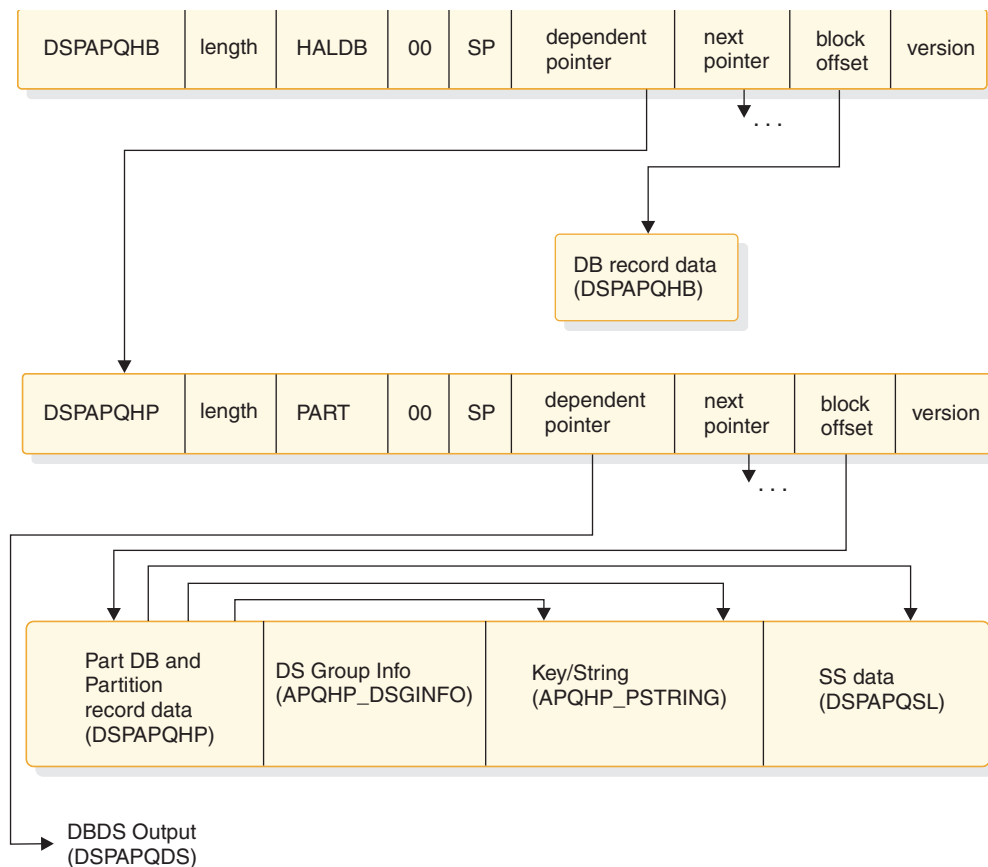 DSPAPQHB length HALDB 00 SP dependent pointer next pointer block offset version
. . .
DB record data
(DSPAPQHB)
DSPAPQHP length PART 00 SP dependent pointer next pointer block offset version
. . .
Part DB and
Partition
record data
(DSPAPQHP)
DS Group Info
(APQHP_DSGINFO)
Key/String
(APQHP_PSTRING)
SS data
(DSPAPQSL)
DBDS Output
(DSPAPQDS)